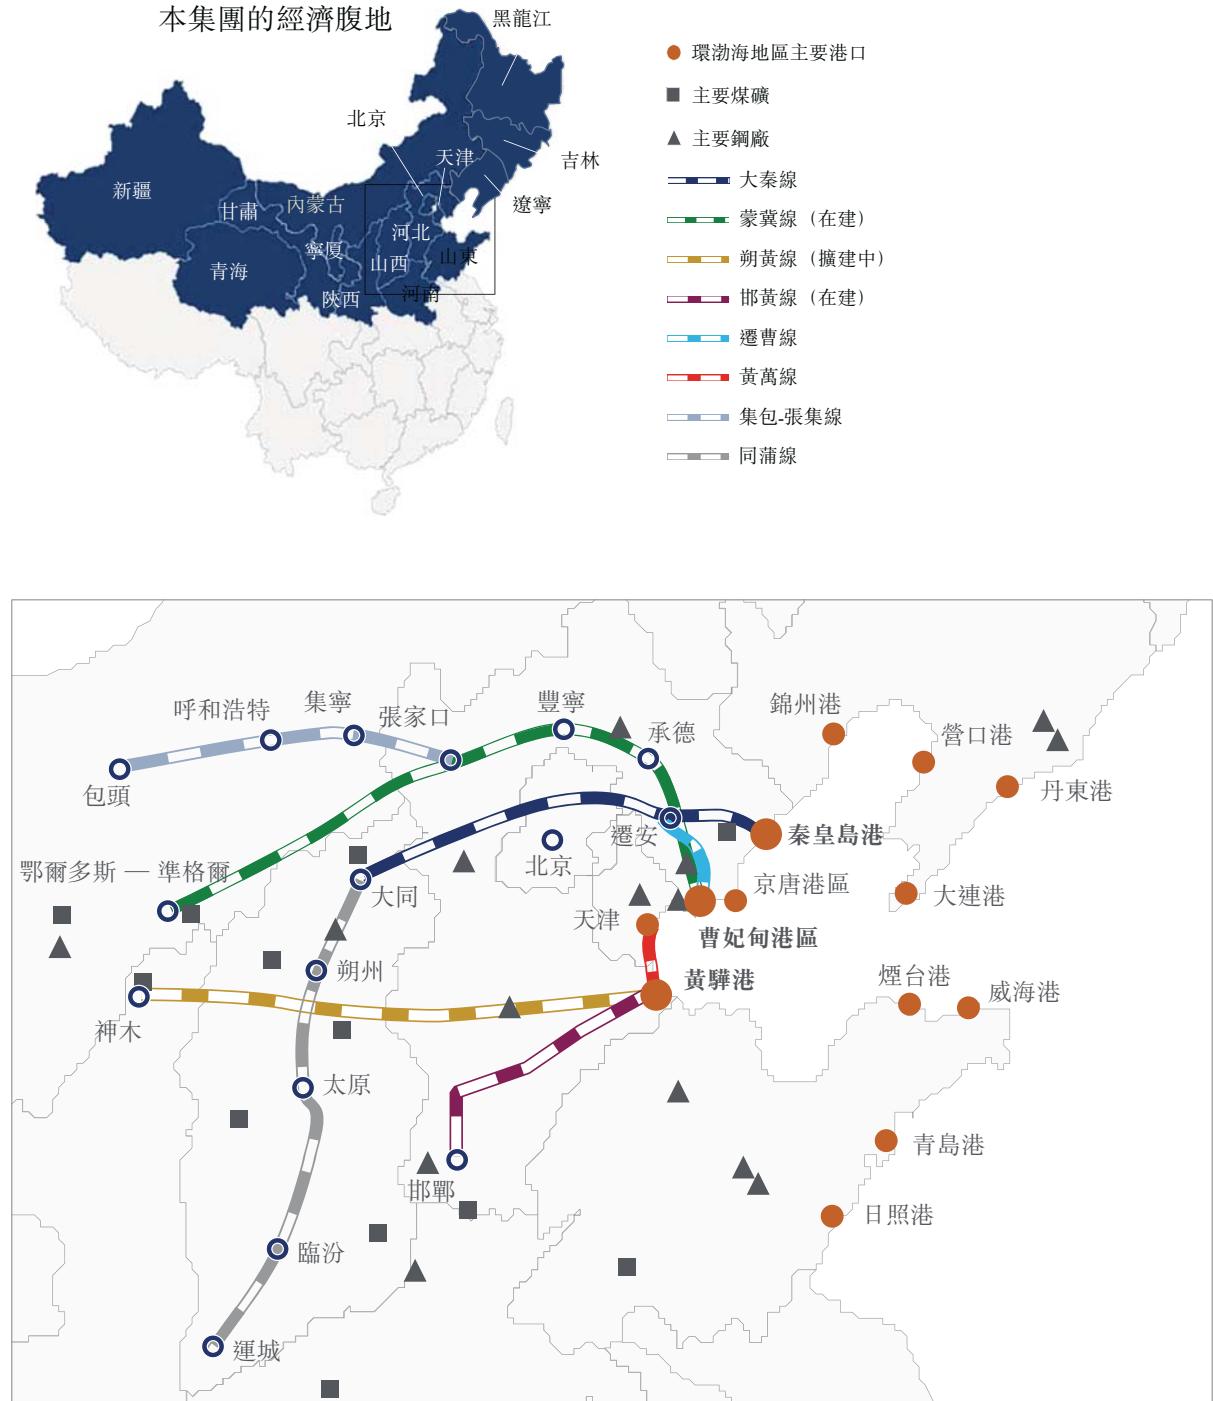 本集團的經濟腹地
黑龍江
北京
天津
吉林
遼寧
新疆
甘肅
內蒙古
河北
寧厦
山西
山東
青海
陝西
河南
環渤海地區主要港口
主要煤礦
主要鋼廠
大秦線
蒙冀線（在建）
朔黃線（擴建中）
邯黃線（在建）
遷曹線
黃萬線
集包-張集線
同蒲線
呼和浩特
集寧
張家口
豐寧
承德
錦州港
營口港
丹東港
包頭
遷安
秦皇島港
北京
鄂爾多斯 — 準格爾
大同
京唐港區
大連港
天津
曹妃甸港區
朔州
黃驊港
煙台港
威海港
神木
太原
青島港
邯鄲
日照港
臨汾
運城